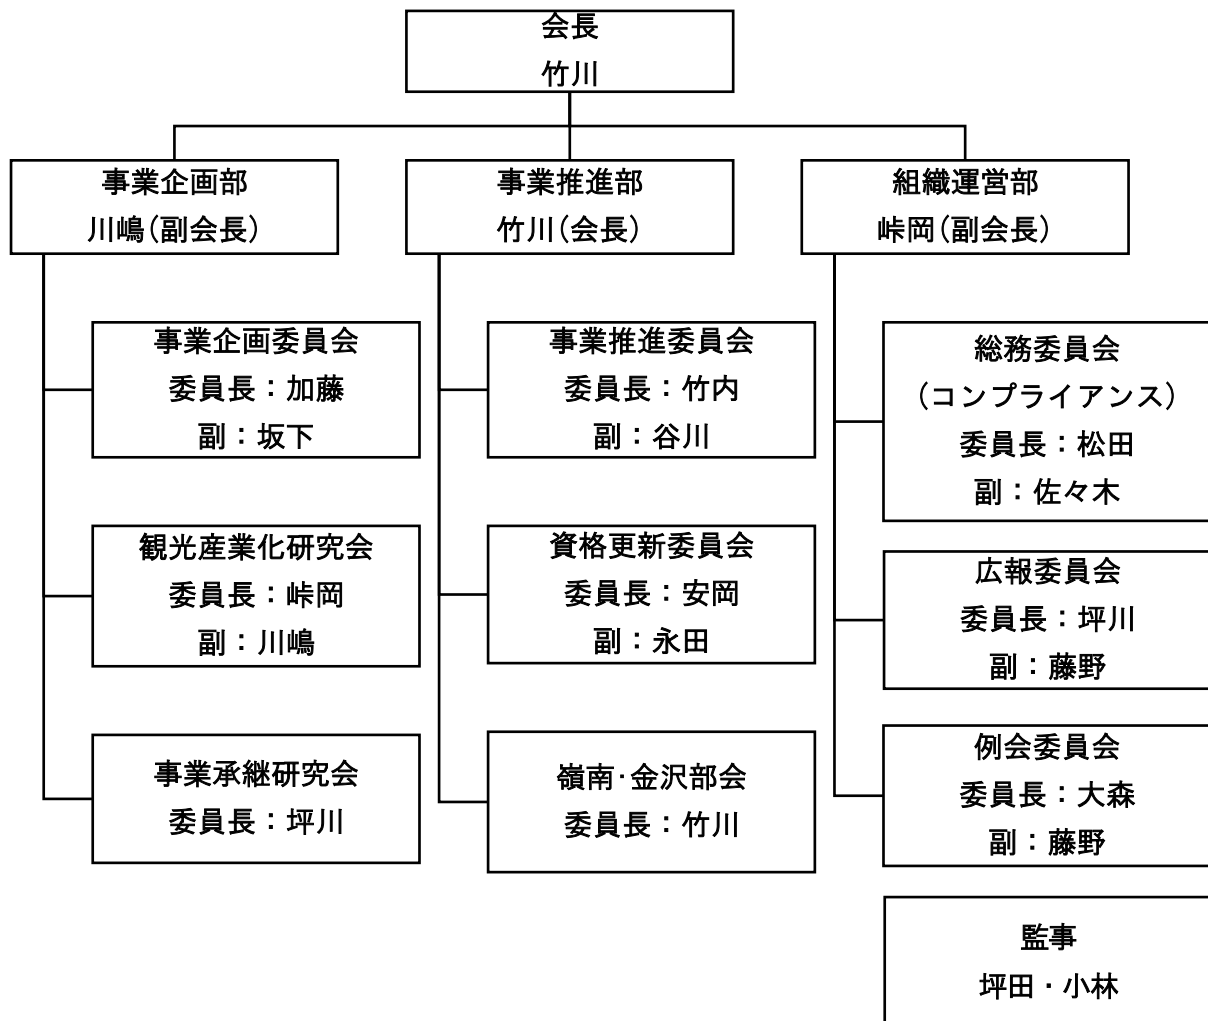 会長
竹川
事業企画部
川嶋(副会長)
事業推進部
竹川(会長)
組織運営部
峠岡(副会長)
事業企画委員会
委員長：加藤
副：坂下
観光産業化研究会
委員長：峠岡
副：川嶋
事業承継研究会
委員長：坪川
事業推進委員会
委員長：竹内
副：谷川
資格更新委員会
委員長：安岡
副：永田
嶺南･金沢部会
委員長：竹川
総務委員会
(コンプライアンス)
委員長：松田
副：佐々木
広報委員会
委員長：坪川
副：藤野
例会委員会
委員長：大森
副：藤野
監事
坪田・小林